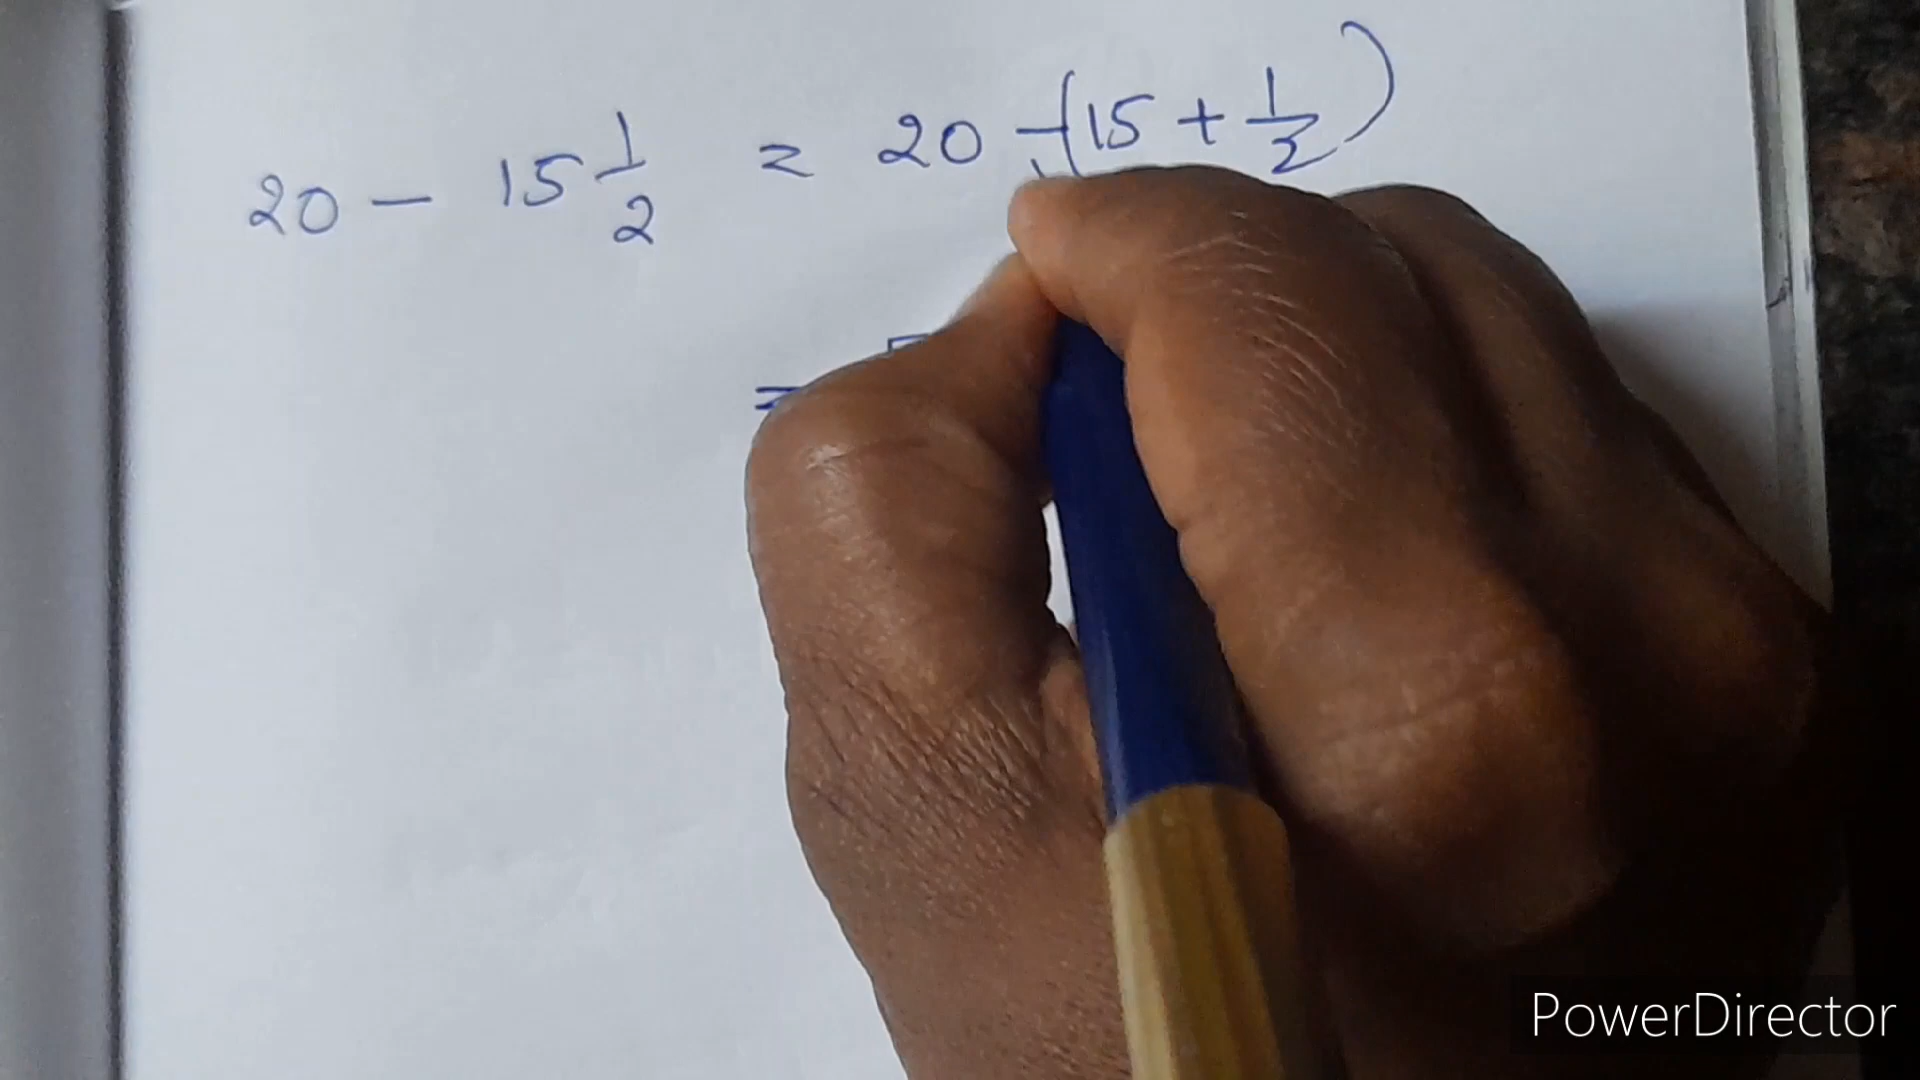 20 - 15 1/2 = 20 - (15 + 1/2)
=
PowerDirector